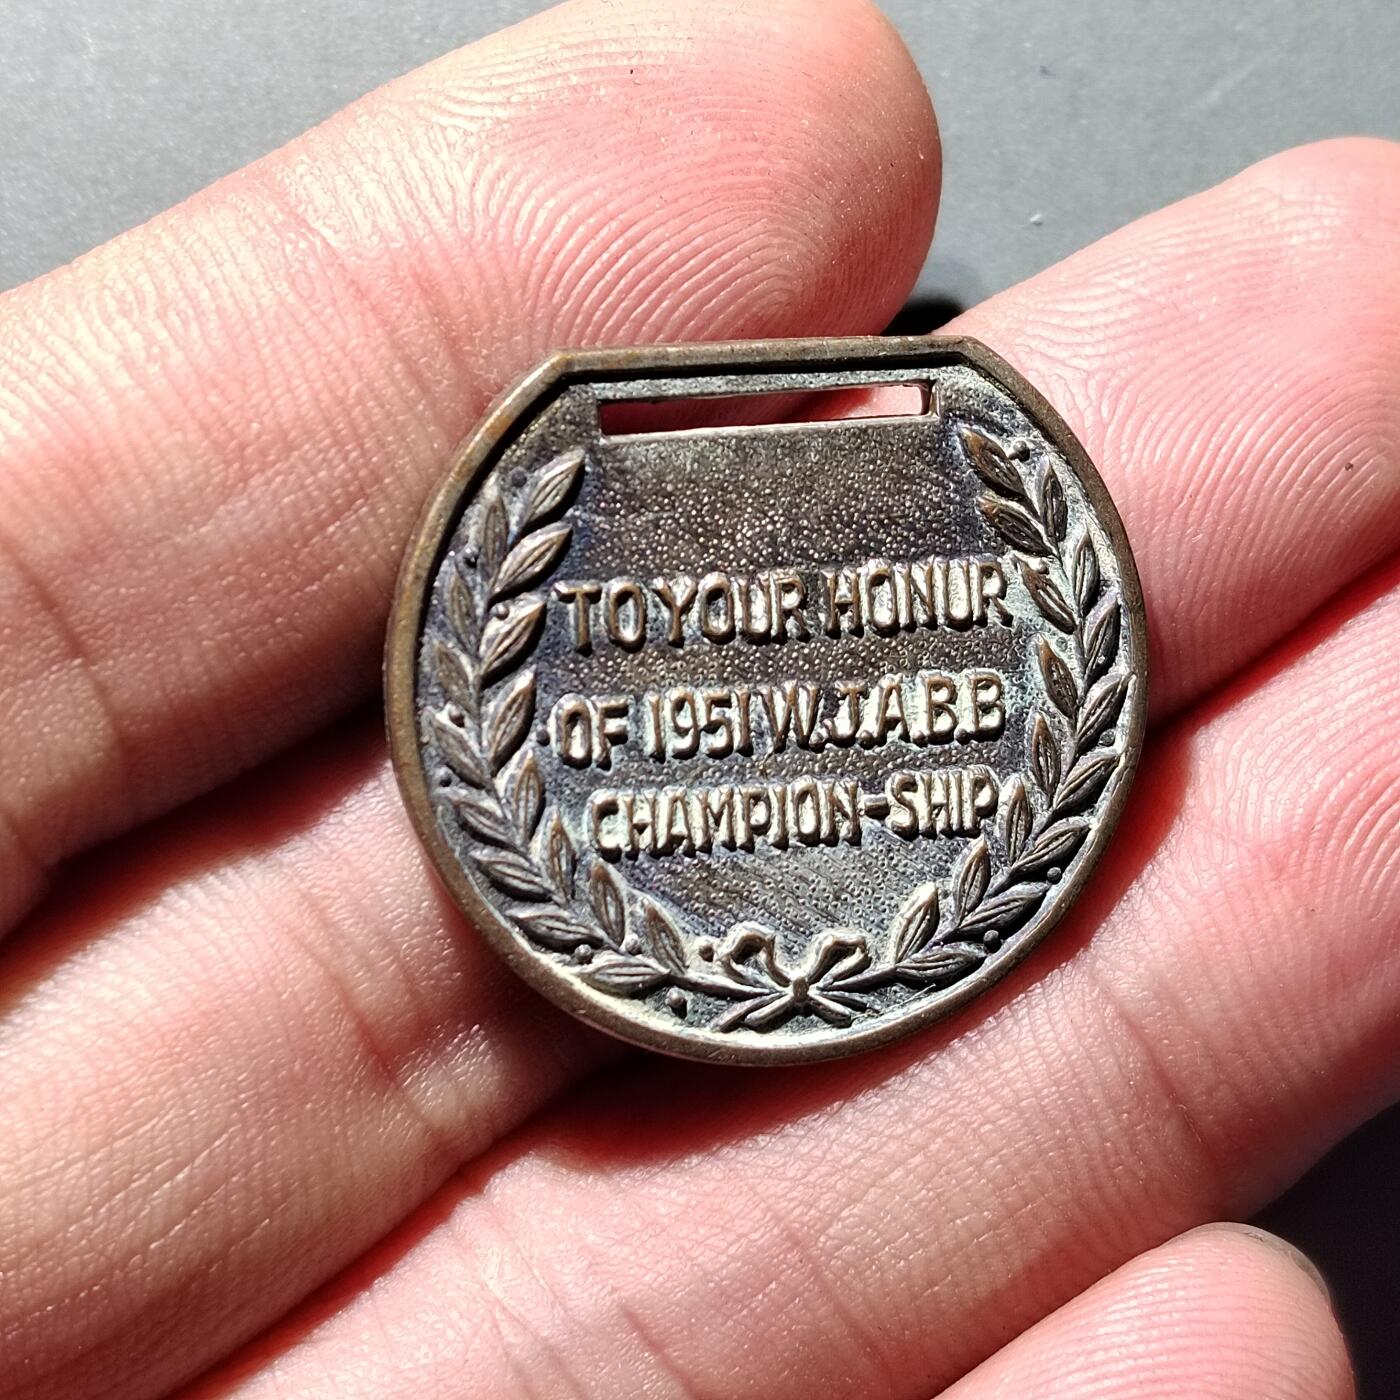 TO YOUR HONUR
OF 1951 W.J.A.B.B
CHAMPION-SHIP